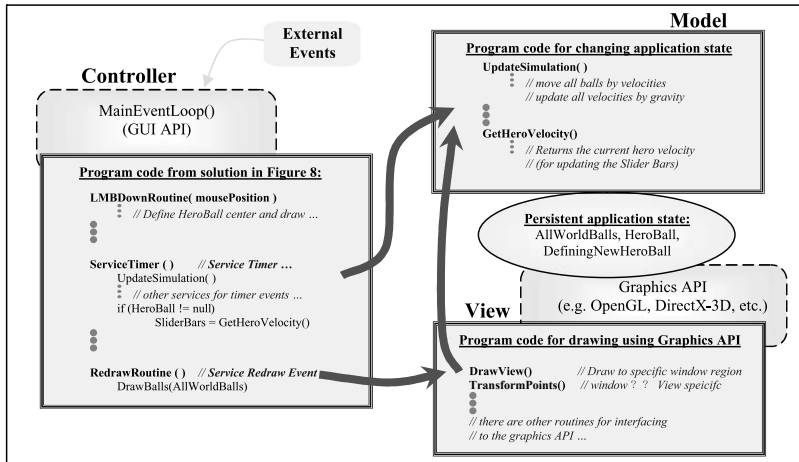 External
Events
Controller
MainEventLoop()
(GUI API)
Program code from solution in Figure 8:
LMBDownRoutine( mousePosition )
// Define HeroBall center and draw …
ServiceTimer ( ) // Service Timer …
UpdateSimulation( )
// other services for timer events …
if (HeroBall != null)
SliderBars = GetHeroVelocity()
RedrawRoutine ( ) // Service Redraw Event
DrawBalls(AllWorldBalls)
Model
Program code for changing application state
UpdateSimulation( )
// move all balls by velocities
// update all velocities by gravity
GetHeroVelocity()
// Returns the current hero velocity
// (for updating the Slider Bars)
Persistent application state:
AllWorldBalls, HeroBall,
DefiningNewHeroBall
Graphics API
(e.g. OpenGL, DirectX-3D, etc.)
View
Program code for drawing using Graphics API
DrawView() // Draw to specific window region
TransformPoints() // window ? ? View speicifc
// there are other routines for interfacing
// to the graphics API …